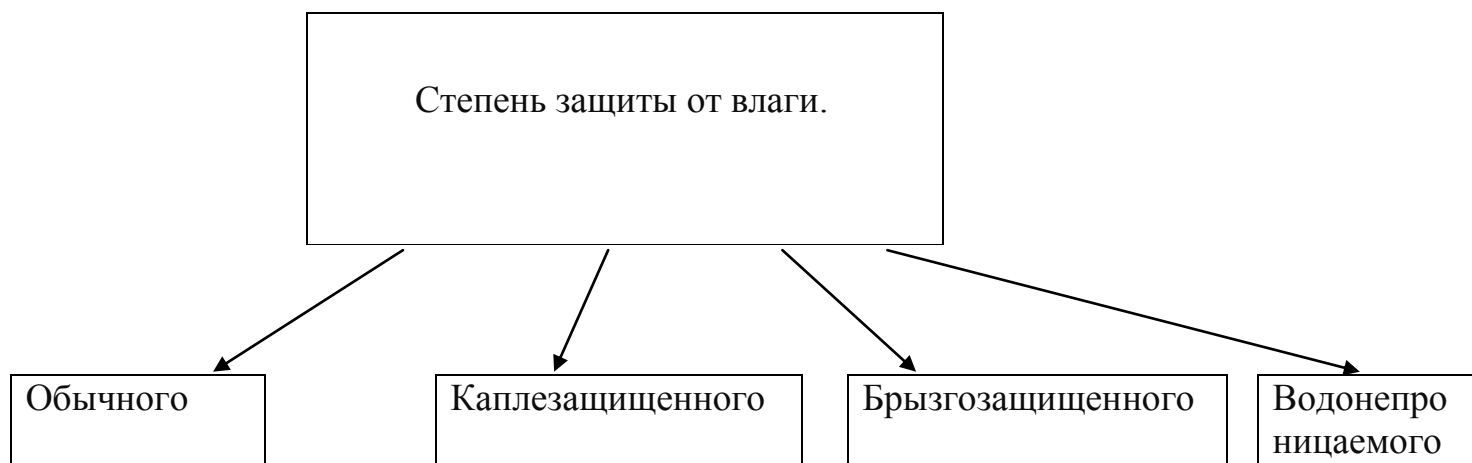 Степень защиты от влаги.
Обычного
Каплезащищенного
Брызгозащищенного
Водонепро
ницаемого